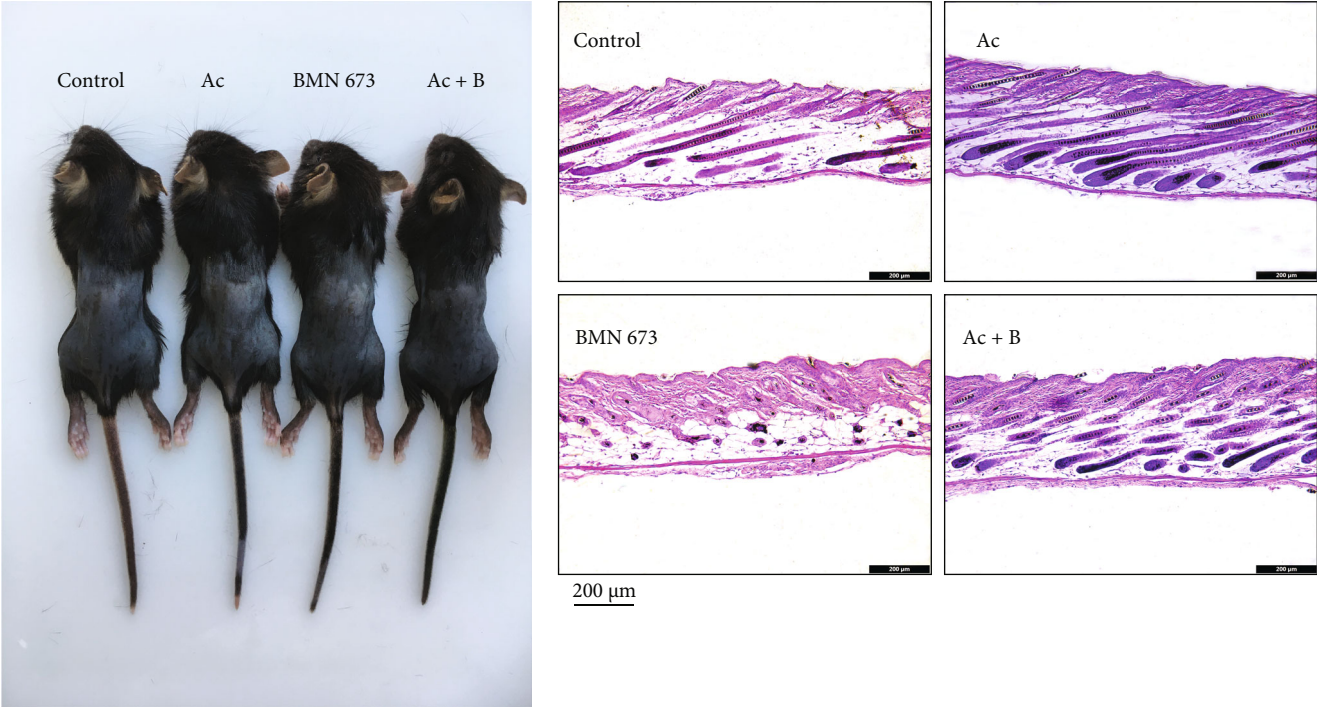 Control Ac BMN 673 Ac + B
Control
Ac
200 µm
200 µm
BMN 673
Ac + B
200 µm
200 µm
200 µm